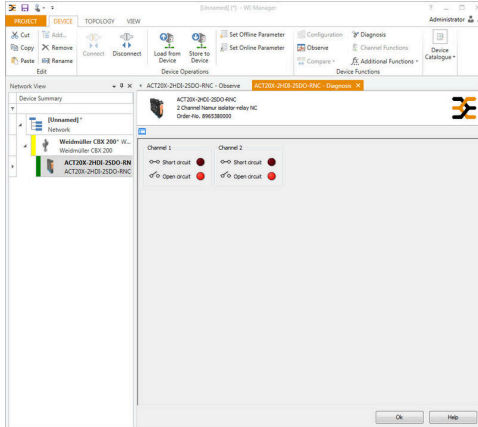 [Unnamed] (*) - WI-Manager
PROJECT DEVICE TOPOLOGY VIEW Administrator
Cut Add... Set Offline Parameter Configuration Diagnosis
Copy Remove Connect Disconnect Load from Device Store to Device Set Online Parameter Observe Channel Functions Device Catalogue
Paste Rename Compare Additional Functions
Edit Device Operations Device Functions
Network View ACT20X-2HDI-2SDO-RNC - Observe ACT20X-2HDI-2SDO-RNC - Diagnosis
Device Summary
ACT20X-2HDI-2SDO-RNC
2 Channel Namur isolator-relay NC
Order-No. 8965380000
[Unnamed]*
Network
Weidmüller CBX 200* W...
Weidmüller CBX 200
ACT20X-2HDI-2SDO-RN
ACT20X-2HDI-2SDO-RNC
Channel 1 Channel 2
Short circuit Short circuit
Open circuit Open circuit
Ok Help